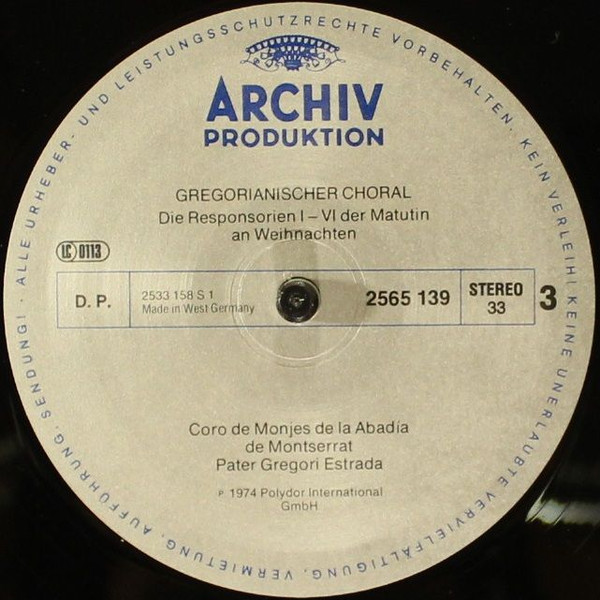 ALLE URHEBER- UND LEISTUNGSSCHUTZRECHTE VORBEHALTEN. KEIN VERLEIH! KEINE UNERLAUBTE VERVIELFÄLTIGUNG, VERMIETUNG, AUFFÜHRUNG, SENDUNG!
ARCHIV
PRODUKTION
GREGORIANISCHER CHORAL
Die Responsorien I – VI der Matutin
an Weihnachten
LC 0113
D. P.
2533 158 S 1
Made in West Germany
2565 139
STEREO
33
3
Coro de Monjes de la Abadía
de Montserrat
Pater Gregori Estrada
℗ 1974 Polydor International
GmbH